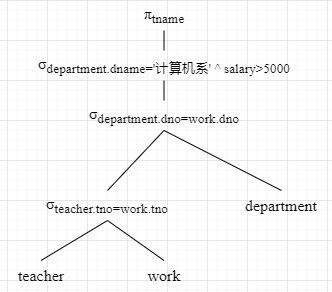 πtname
σdepartment.dname='计算机系' ^ salary>5000
σdepartment.dno=work.dno
σteacher.tno=work.tno
department
teacher
work